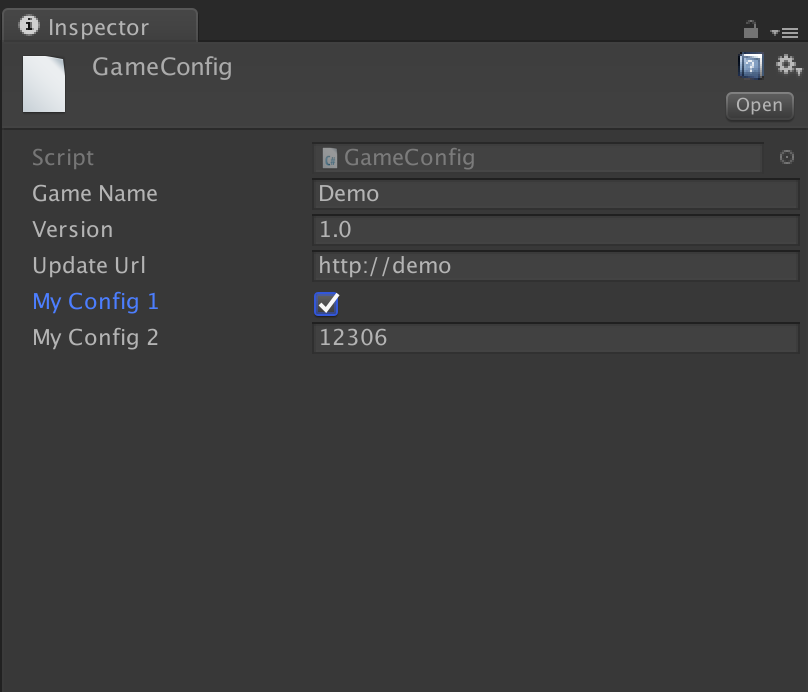 Inspector
GameConfig
Open
Script GameConfig
Game Name Demo
Version 1.0
Update Url http://demo
My Config 1
My Config 2 12306